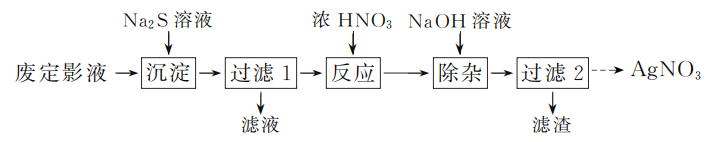 Na₂S 溶液 浓 HNO₃ NaOH 溶液
废定影液 沉淀 过滤 1 反应 除杂 过滤 2 AgNO₃
滤液 滤渣